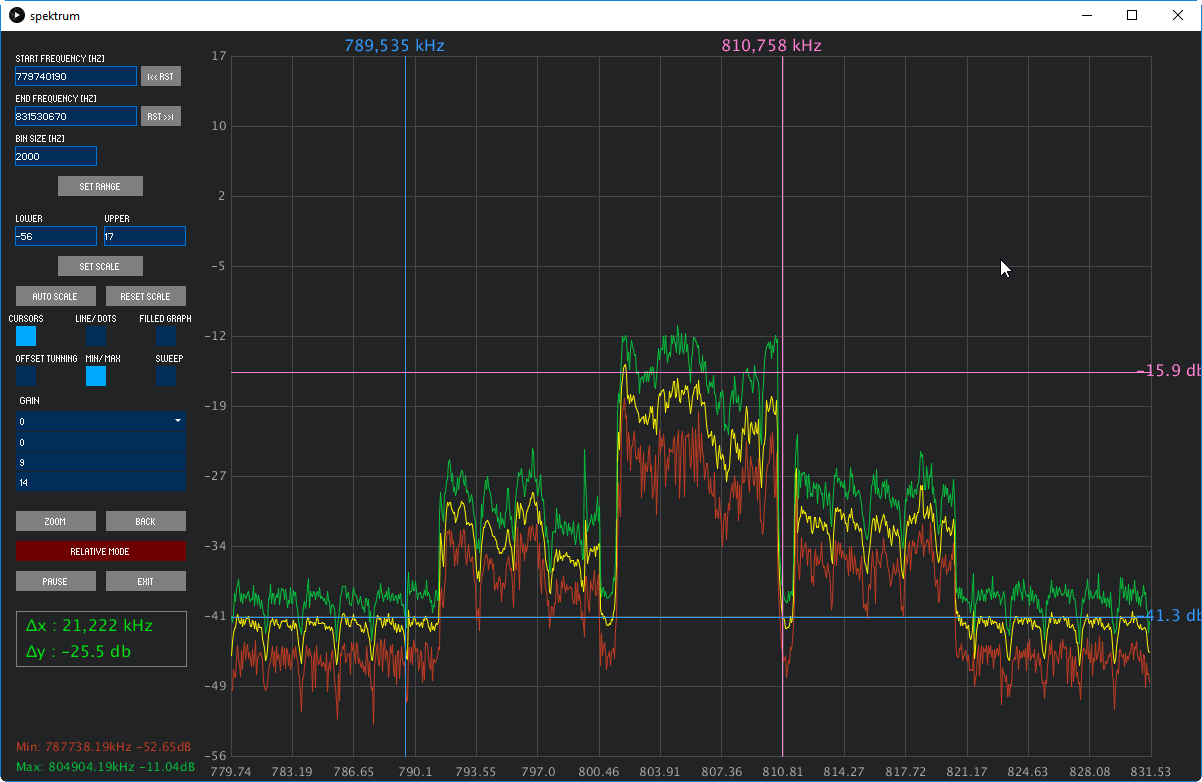 spektrum
START FREQUENCY [HZ]
779740190
|<< RST
END FREQUENCY [HZ]
831530670
RST >>|
BIN SIZE [HZ]
2000
SET RANGE
LOWER
UPPER
-56
17
SET SCALE
AUTO SCALE
RESET SCALE
CURSORS
LINE/DOTS
FILLED GRAPH
OFFSET TUNNING
MIN/MAX
SWEEP
GAIN
0
0
9
14
ZOOM
BACK
RELATIVE MODE
PAUSE
EXIT
Δx : 21,222 kHz
Δy : -25.5 db
Min: 787738.19kHz -52.65dB
Max: 804904.19kHz -11.04dB
789,535 kHz
810,758 kHz
17
10
2
-5
-12
-15.9 db
-19
-27
-34
-41
-41.3 db
-49
-56
779.74 783.19 786.65 790.1 793.55 797.0 800.46 803.91 807.36 810.81 814.27 817.72 821.17 824.63 828.08 831.53